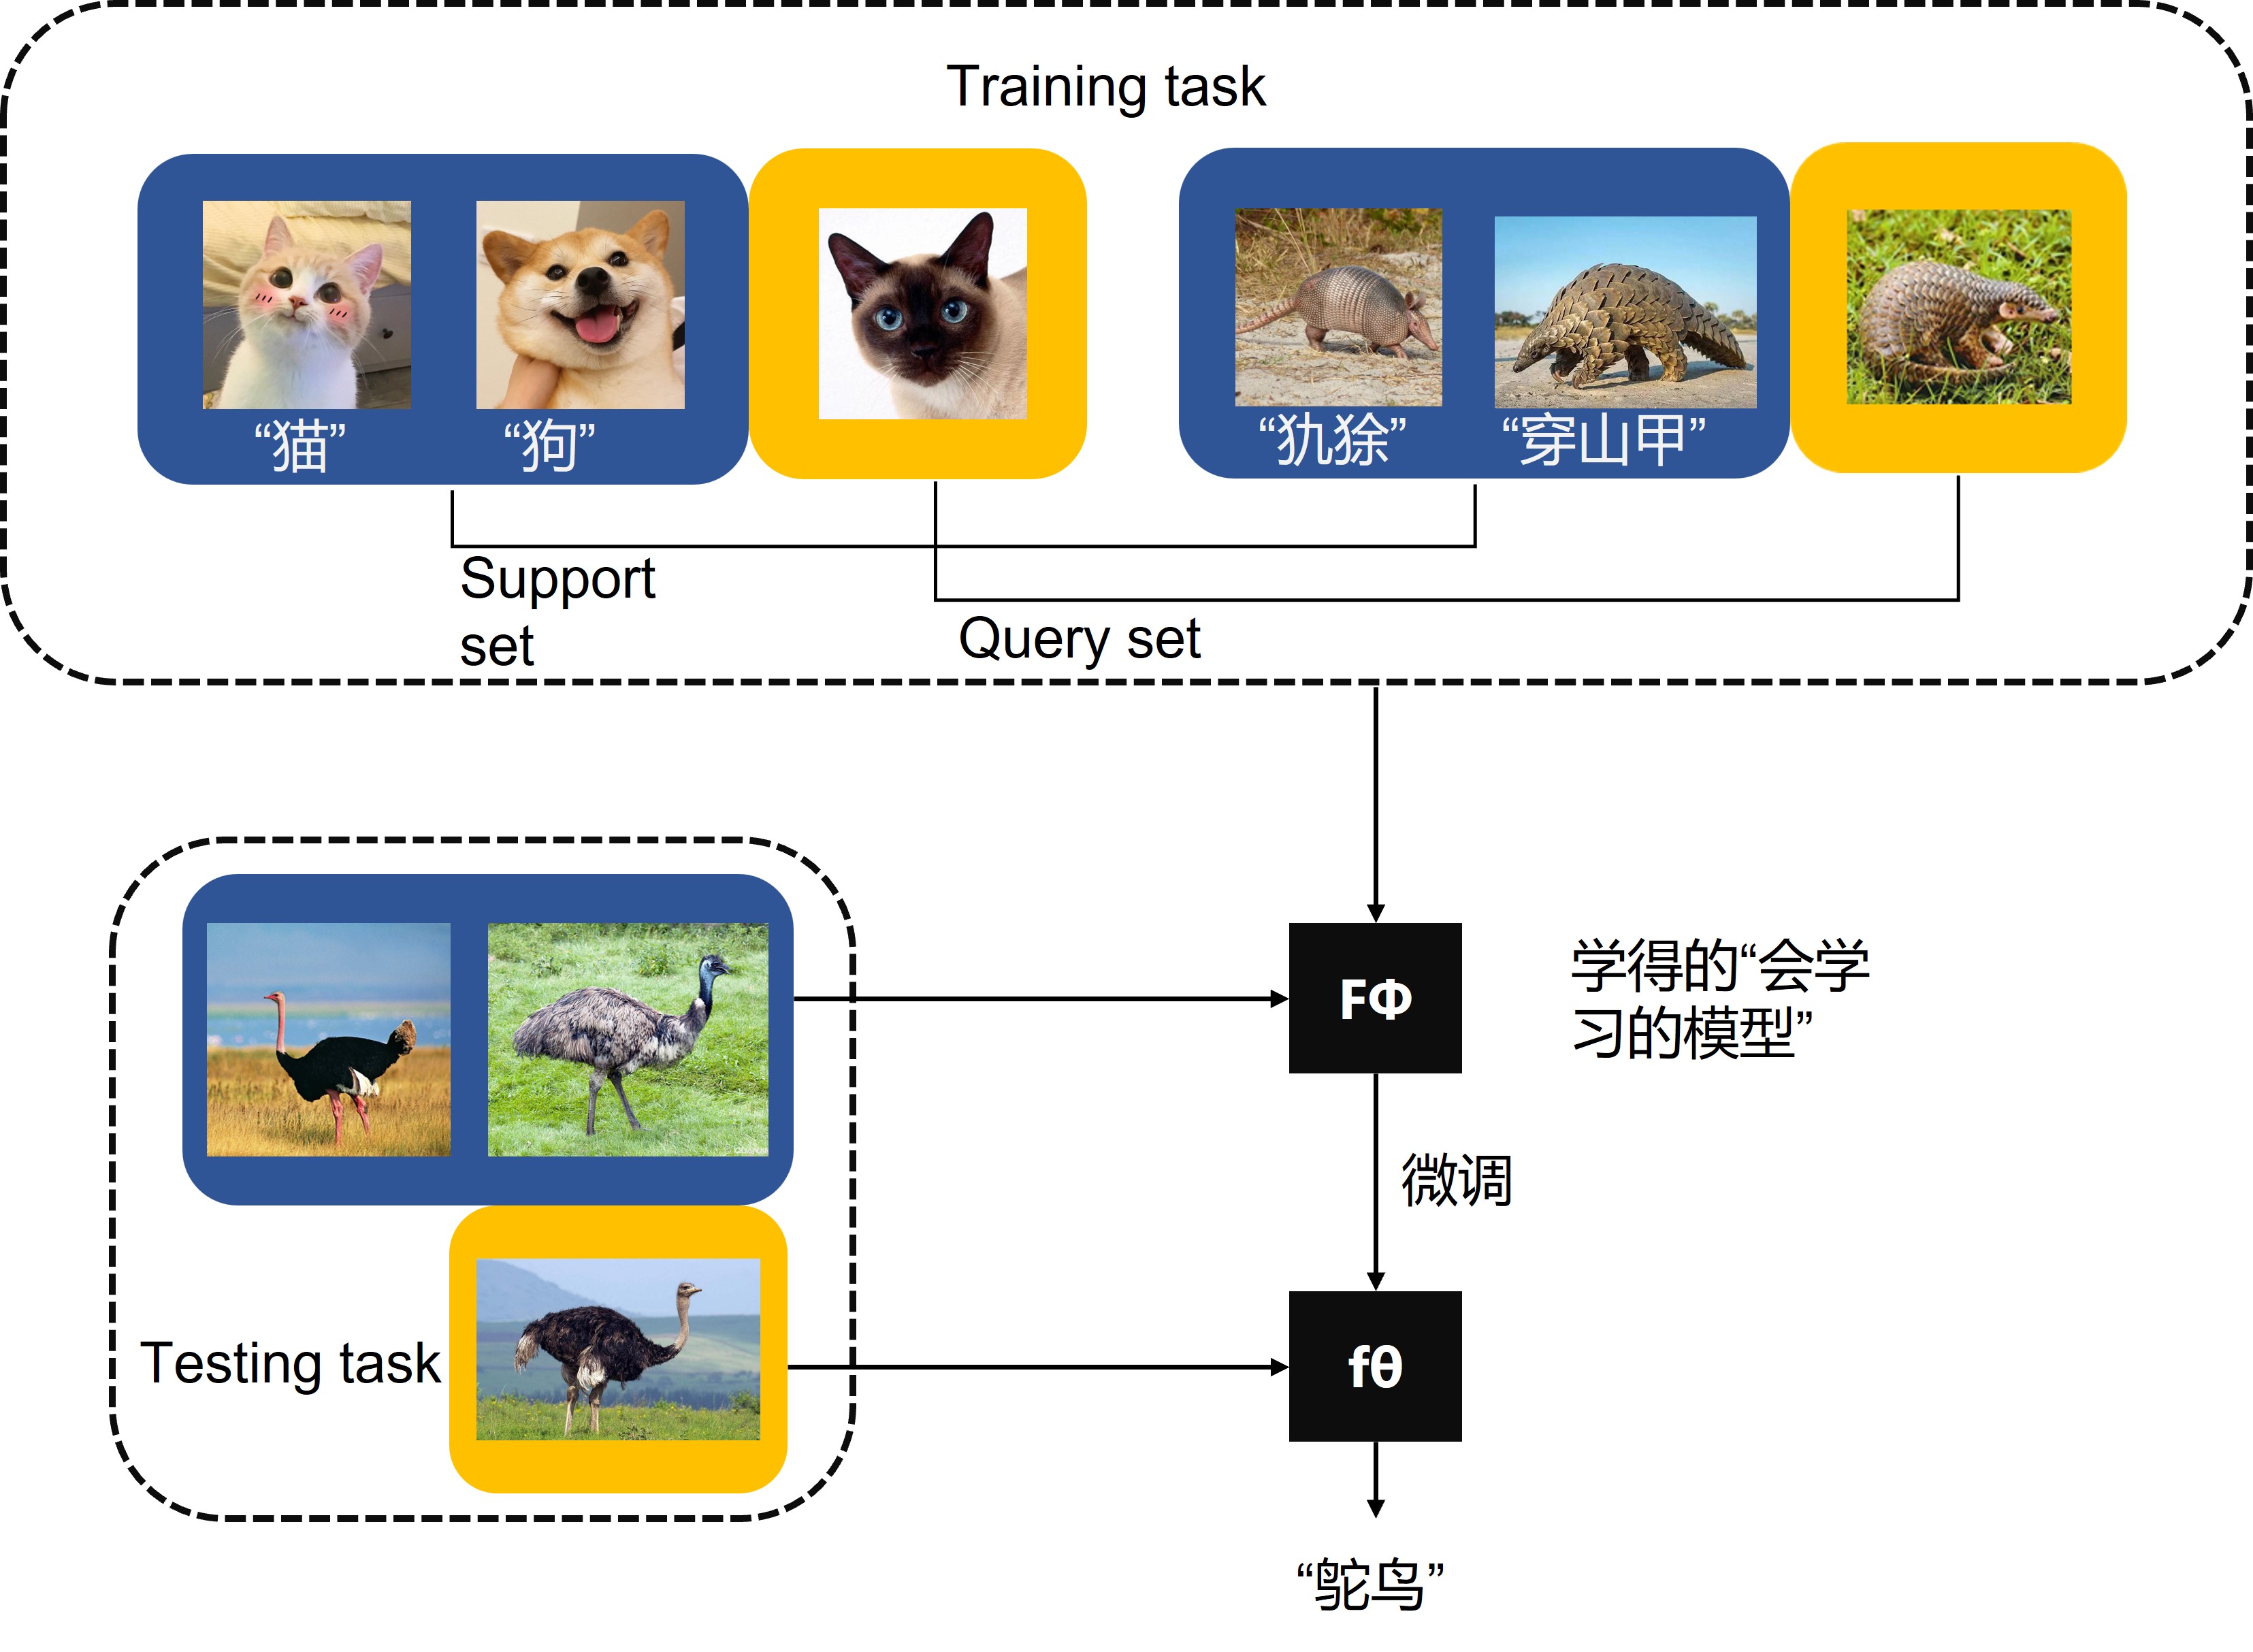 Training task
“猫”
“狗”
“犰狳”
“穿山甲”
Support
set
Query set
FΦ
学得的“会学
习的模型”
微调
Testing task
fθ
“鸵鸟”